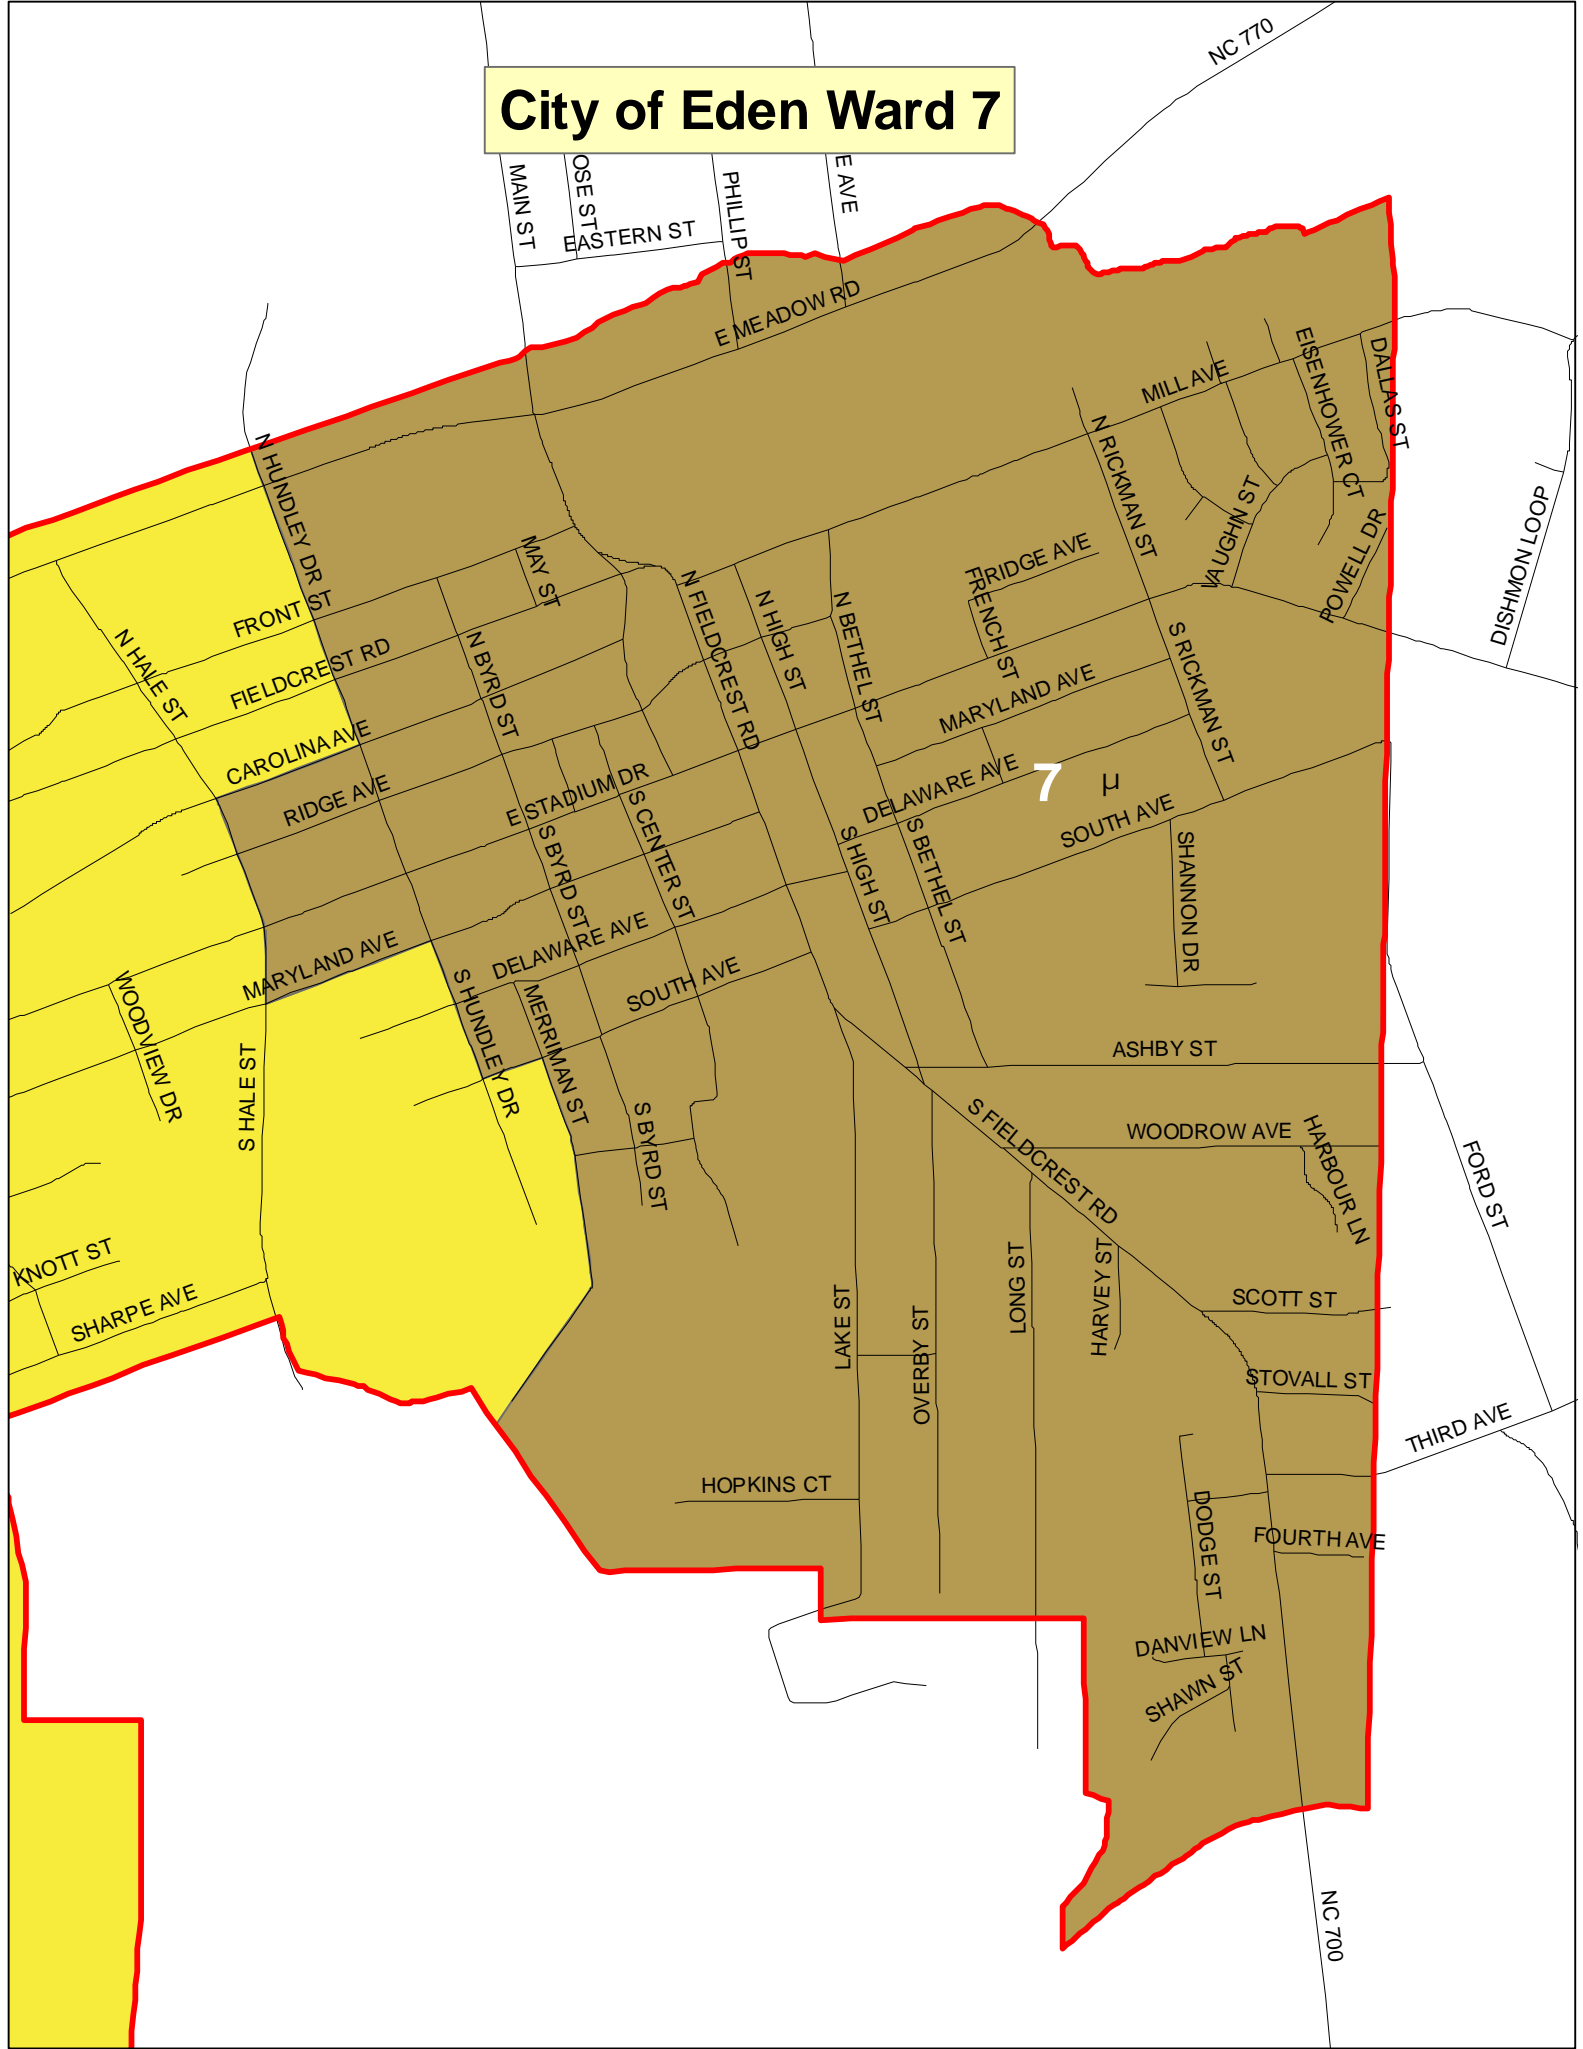 NC 770
City of Eden Ward 7
MAIN ST
OSE ST
PHILLIP ST
E AVE
EASTERN ST
E MEADOW RD
MILL AVE
EISENHOWER CT
DALLAS ST
N HUNDLEY DR
N RICKMAN ST
VAUGHN ST
POWELL DR
DISHMON LOOP
MAY ST
FRONT ST
N HALE ST
FIELDCREST RD
N BYRD ST
N FIELDCREST RD
N HIGH ST
N BETHEL ST
RIDGE AVE
FRENCH ST
S RICKMAN ST
MARYLAND AVE
CAROLINA AVE
RIDGE AVE
E STADIUM DR
DELAWARE AVE
7
µ
SOUTH AVE
S CENTER ST
S BYRD ST
S HIGH ST
S BETHEL ST
SHANNON DR
MARYLAND AVE
DELAWARE AVE
SOUTH AVE
WOODVIEW DR
S HUNDLEY DR
MERRIMAN ST
S HALE ST
ASHBY ST
S BYRD ST
S FIELDCREST RD
WOODROW AVE
HARBOUR LN
FORD ST
KNOTT ST
SHARPE AVE
LAKE ST
OVERBY ST
LONG ST
HARVEY ST
SCOTT ST
STOVALL ST
THIRD AVE
HOPKINS CT
DODGE ST
FOURTH AVE
DANVIEW LN
SHAWN ST
NC 700